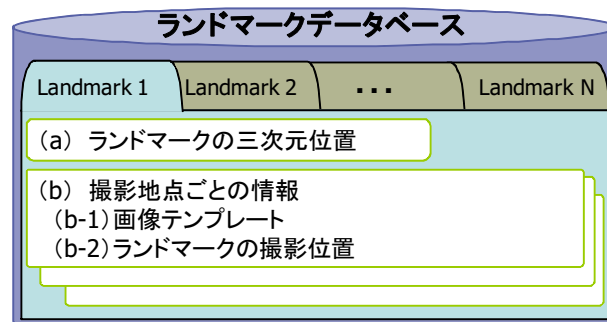 ランドマークデータベース
Landmark 1 Landmark 2 ・・・ Landmark N
(a) ランドマークの三次元位置
(b) 撮影地点ごとの情報
(b-1)画像テンプレート
(b-2)ランドマークの撮影位置